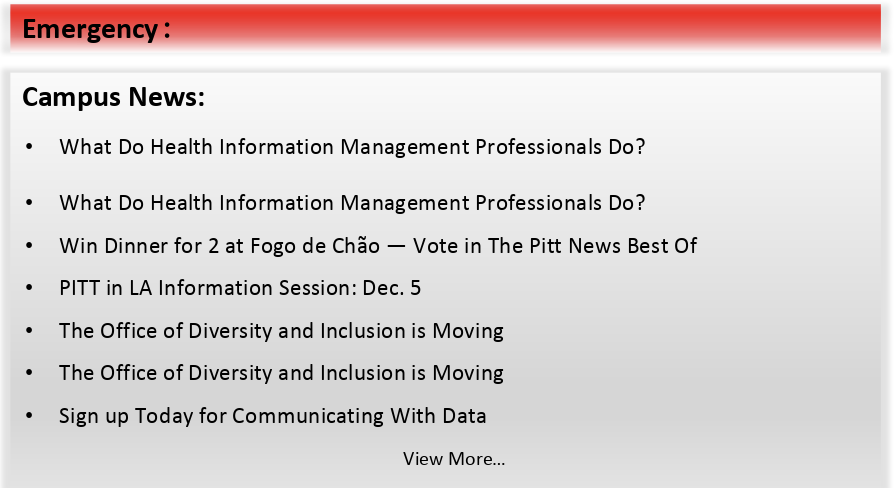 Emergency:
Campus News:
• What Do Health Information Management Professionals Do?
• What Do Health Information Management Professionals Do?
• Win Dinner for 2 at Fogo de Chão — Vote in The Pitt News Best Of
• PITT in LA Information Session: Dec. 5
• The Office of Diversity and Inclusion is Moving
• The Office of Diversity and Inclusion is Moving
• Sign up Today for Communicating With Data
View More…